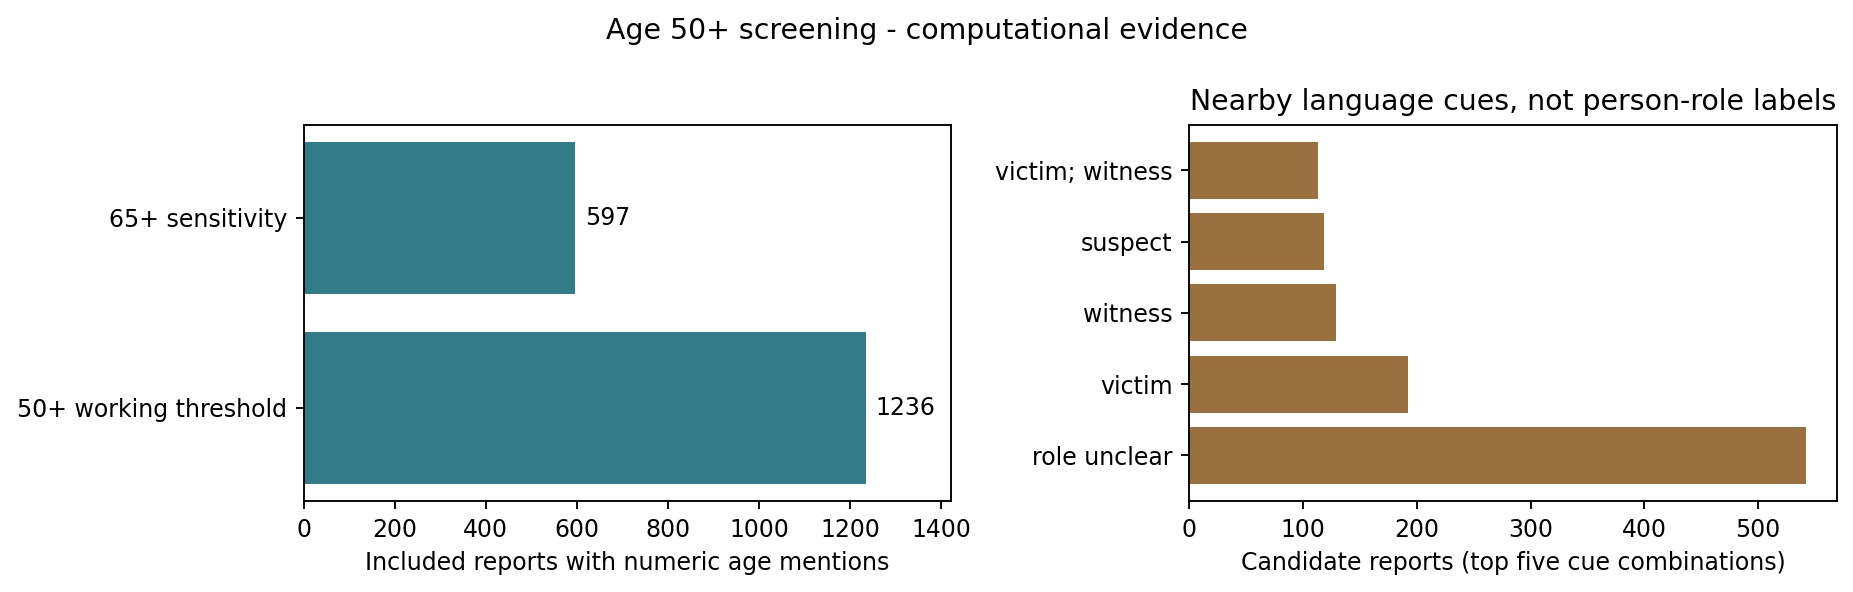 Age 50+ screening - computational evidence
65+ sensitivity
597
50+ working threshold
1236
0 200 400 600 800 1000 1200 1400
Included reports with numeric age mentions
Nearby language cues, not person-role labels
victim; witness
suspect
witness
victim
role unclear
0 100 200 300 400 500
Candidate reports (top five cue combinations)